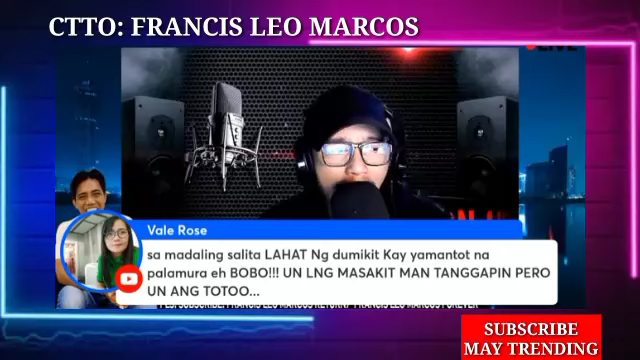 CTTO: FRANCIS LEO MARCOS
LIVE
Vale Rose
sa madaling salita LAHAT Ng dumikit Kay yamantot na
palamura eh BOBO!!! UN LNG MASAKIT MAN TANGGAPIN PERO
UN ANG TOTOO...
SUBSCRIBE
MAY TRENDING